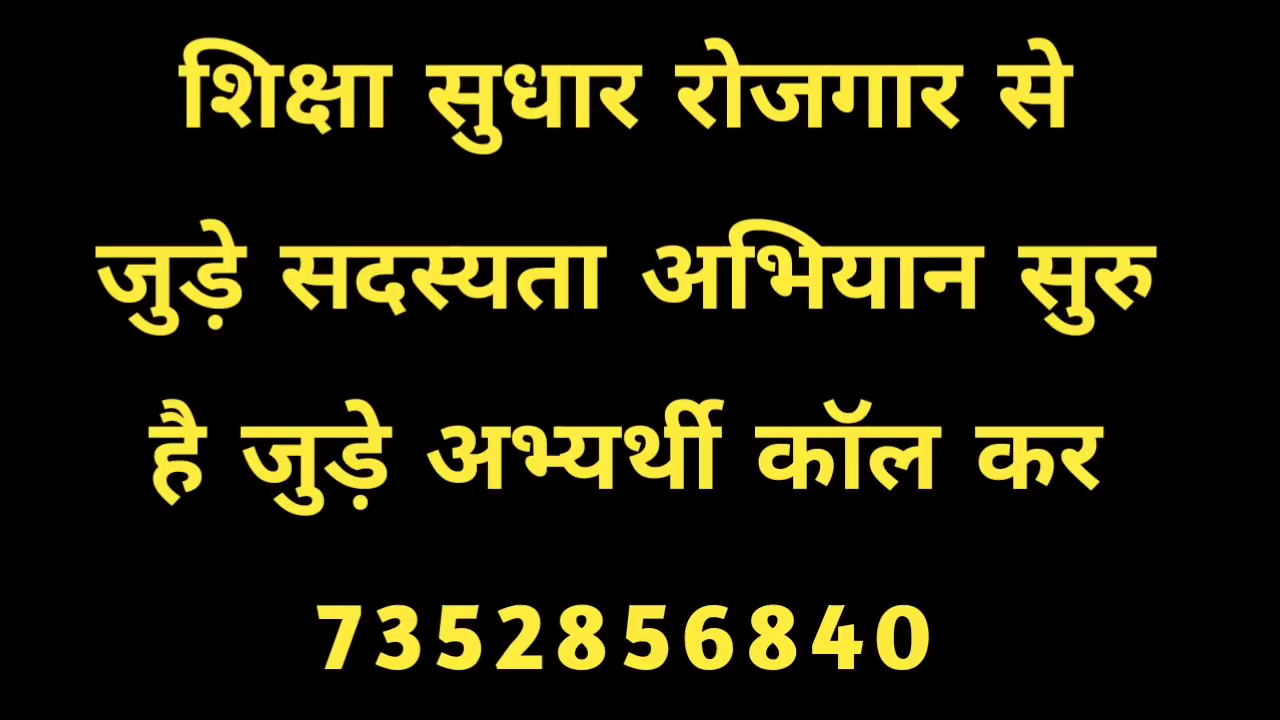 शिक्षा सुधार रोजगार से
जुड़े सदस्यता अभियान सुरु
है जुड़े अभ्यर्थी कॉल कर
7352856840